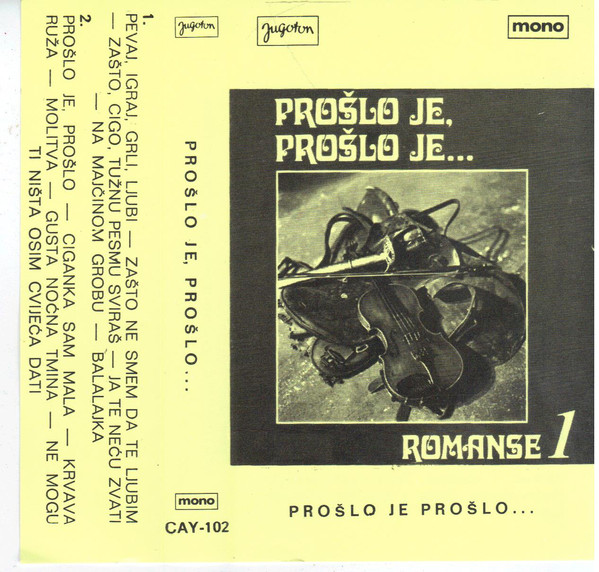 1.
PEVAJ, IGRAJ, GRLI, LJUBI — ZAŠTO NE SMEM DA TE LJUBIM
— ZAŠTO, CIGO, TUŽNU PESMU SVIRAŠ — JA TE NEĆU ZVATI
— NA MAJČINOM GROBU — BALALAJKA
2.
PROŠLO JE, PROŠLO — CIGANKA SAM MALA — KRVAVA
RUŽA — MOLITVA — GUSTA NOĆNA TMINA — NE MOGU
TI NIŠTA OSIM CVIJEĆA DATI
Jugoton
PROŠLO JE, PROŠLO...
mono
CAY-102
Jugoton
mono
PROŠLO JE,
PROŠLO JE...
ROMANSE 1
PROŠLO JE PROŠLO...